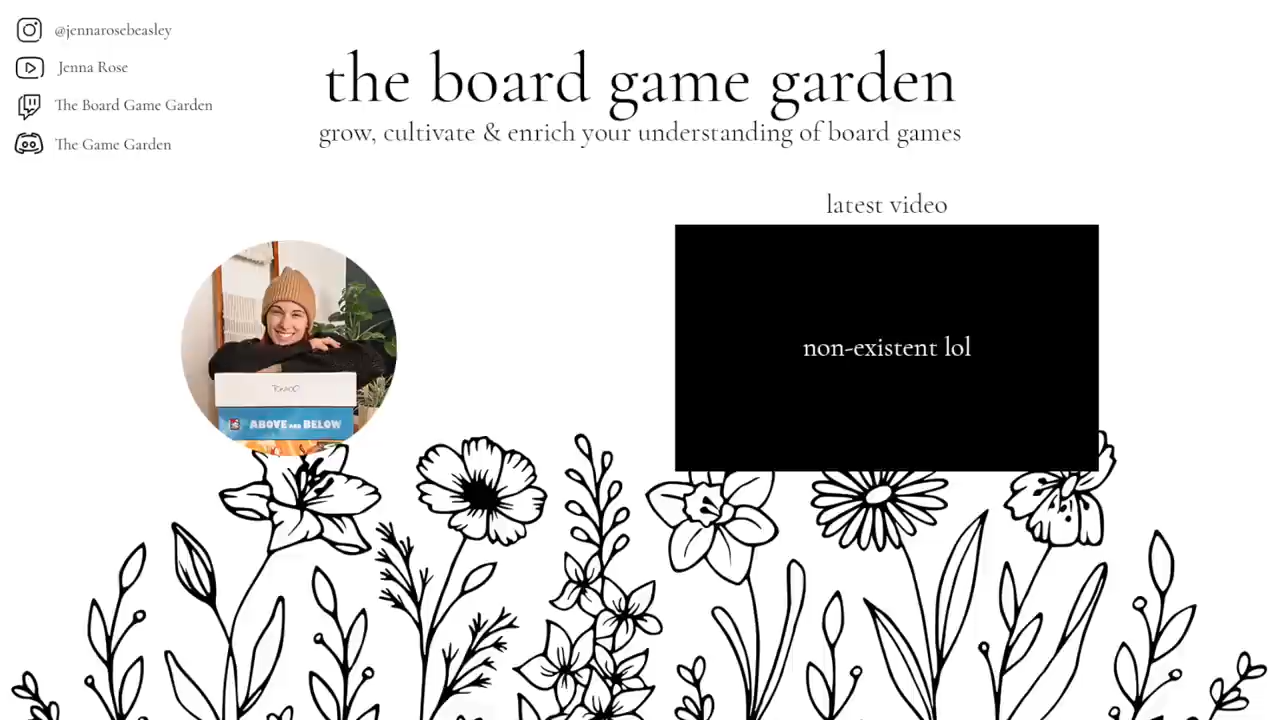 @jennarosebeasley
Jenna Rose
The Board Game Garden
The Game Garden
the board game garden
grow, cultivate & enrich your understanding of board games
latest video
non-existent lol
ABOVE AND BELOW